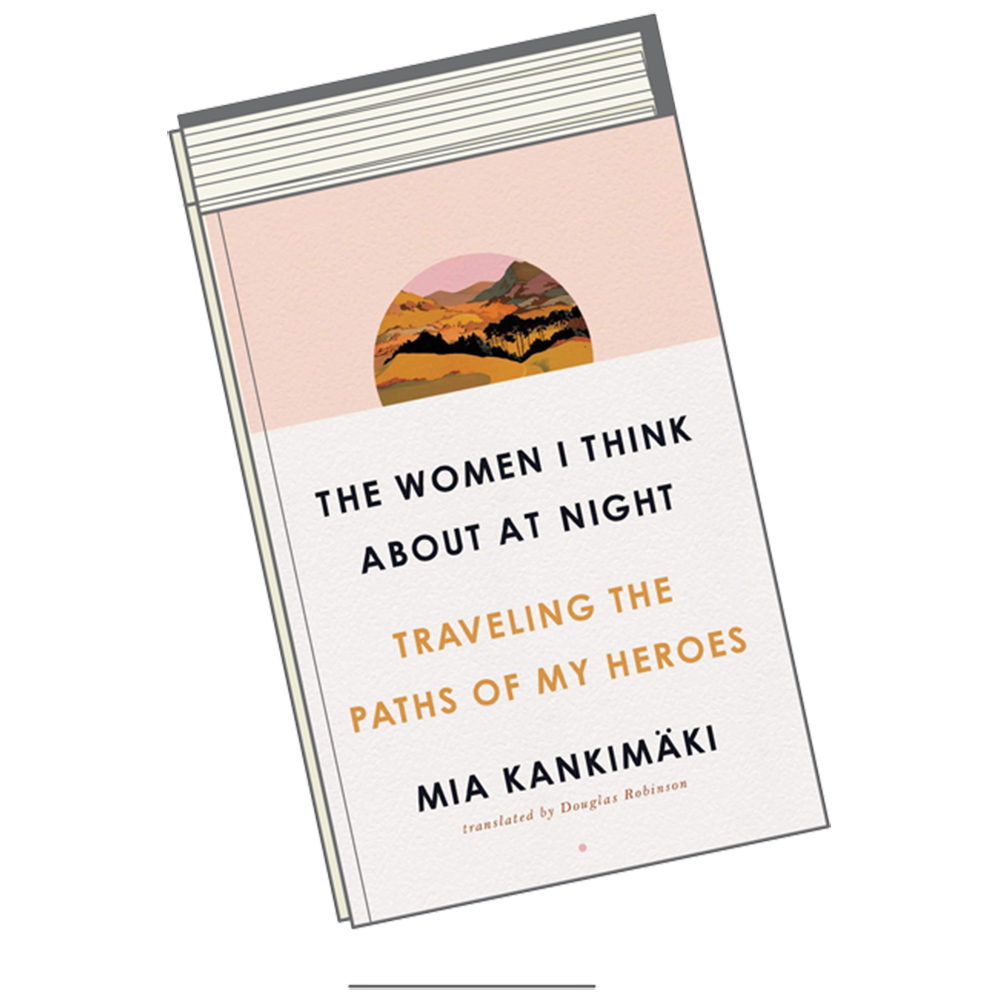 THE WOMEN I THINK
ABOUT AT NIGHT
TRAVELING THE
PATHS OF MY HEROES
MIA KANKIMÄKI
translated by Douglas Robinson